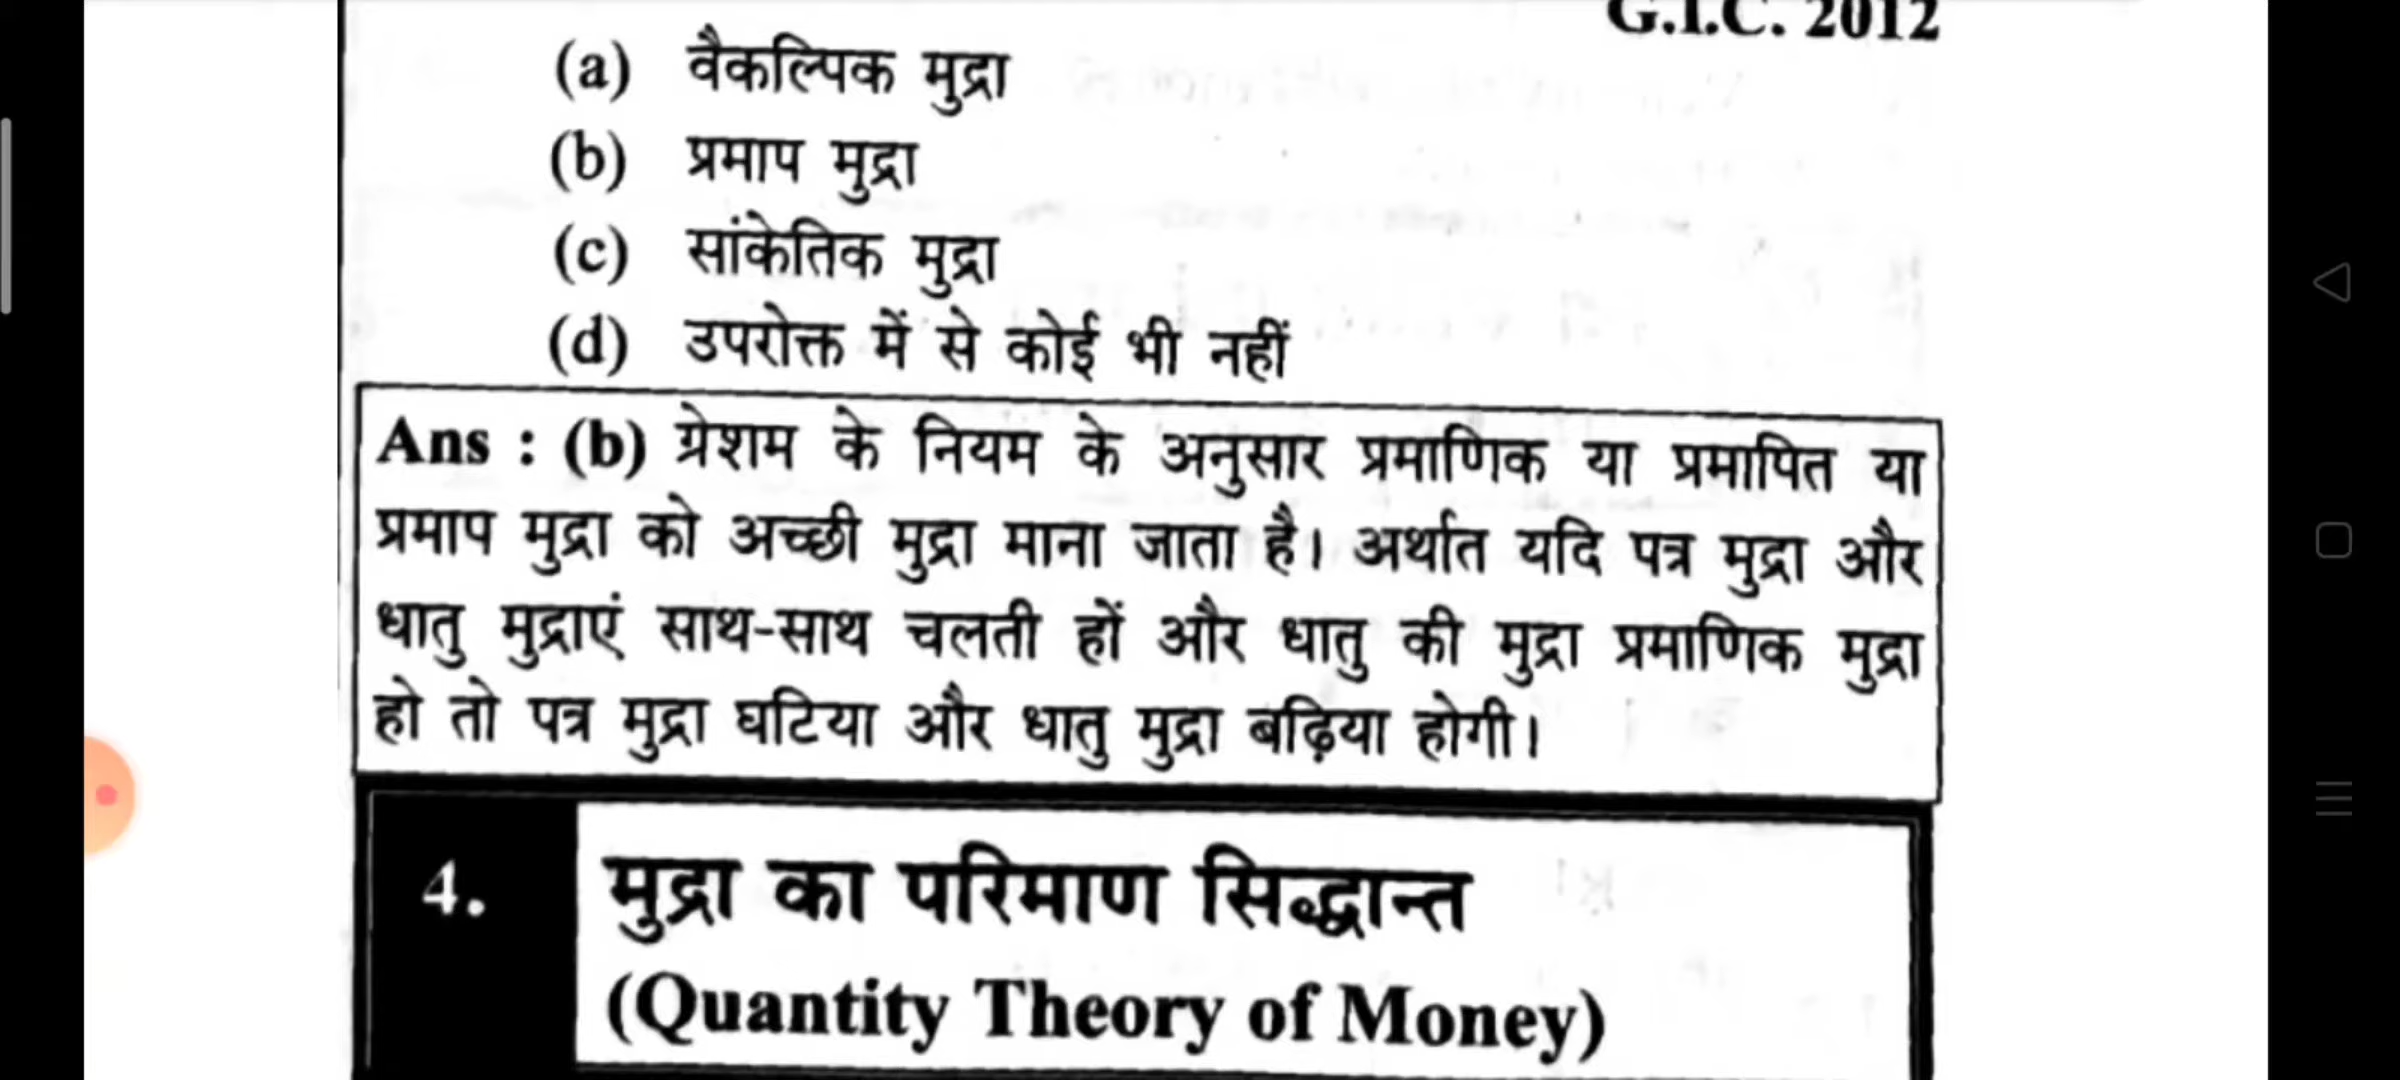 G.I.C. 2012
(a) वैकल्पिक मुद्रा
(b) प्रमाप मुद्रा
(c) सांकेतिक मुद्रा
(d) उपरोक्त में से कोई भी नहीं
Ans : (b) ग्रेशम के नियम के अनुसार प्रमाणिक या प्रमापित या
प्रमाप मुद्रा को अच्छी मुद्रा माना जाता है। अर्थात यदि पत्र मुद्रा और
धातु मुद्राएं साथ-साथ चलती हों और धातु की मुद्रा प्रमाणिक मुद्रा
हो तो पत्र मुद्रा घटिया और धातु मुद्रा बढ़िया होगी।
4. मुद्रा का परिमाण सिद्धान्त
(Quantity Theory of Money)